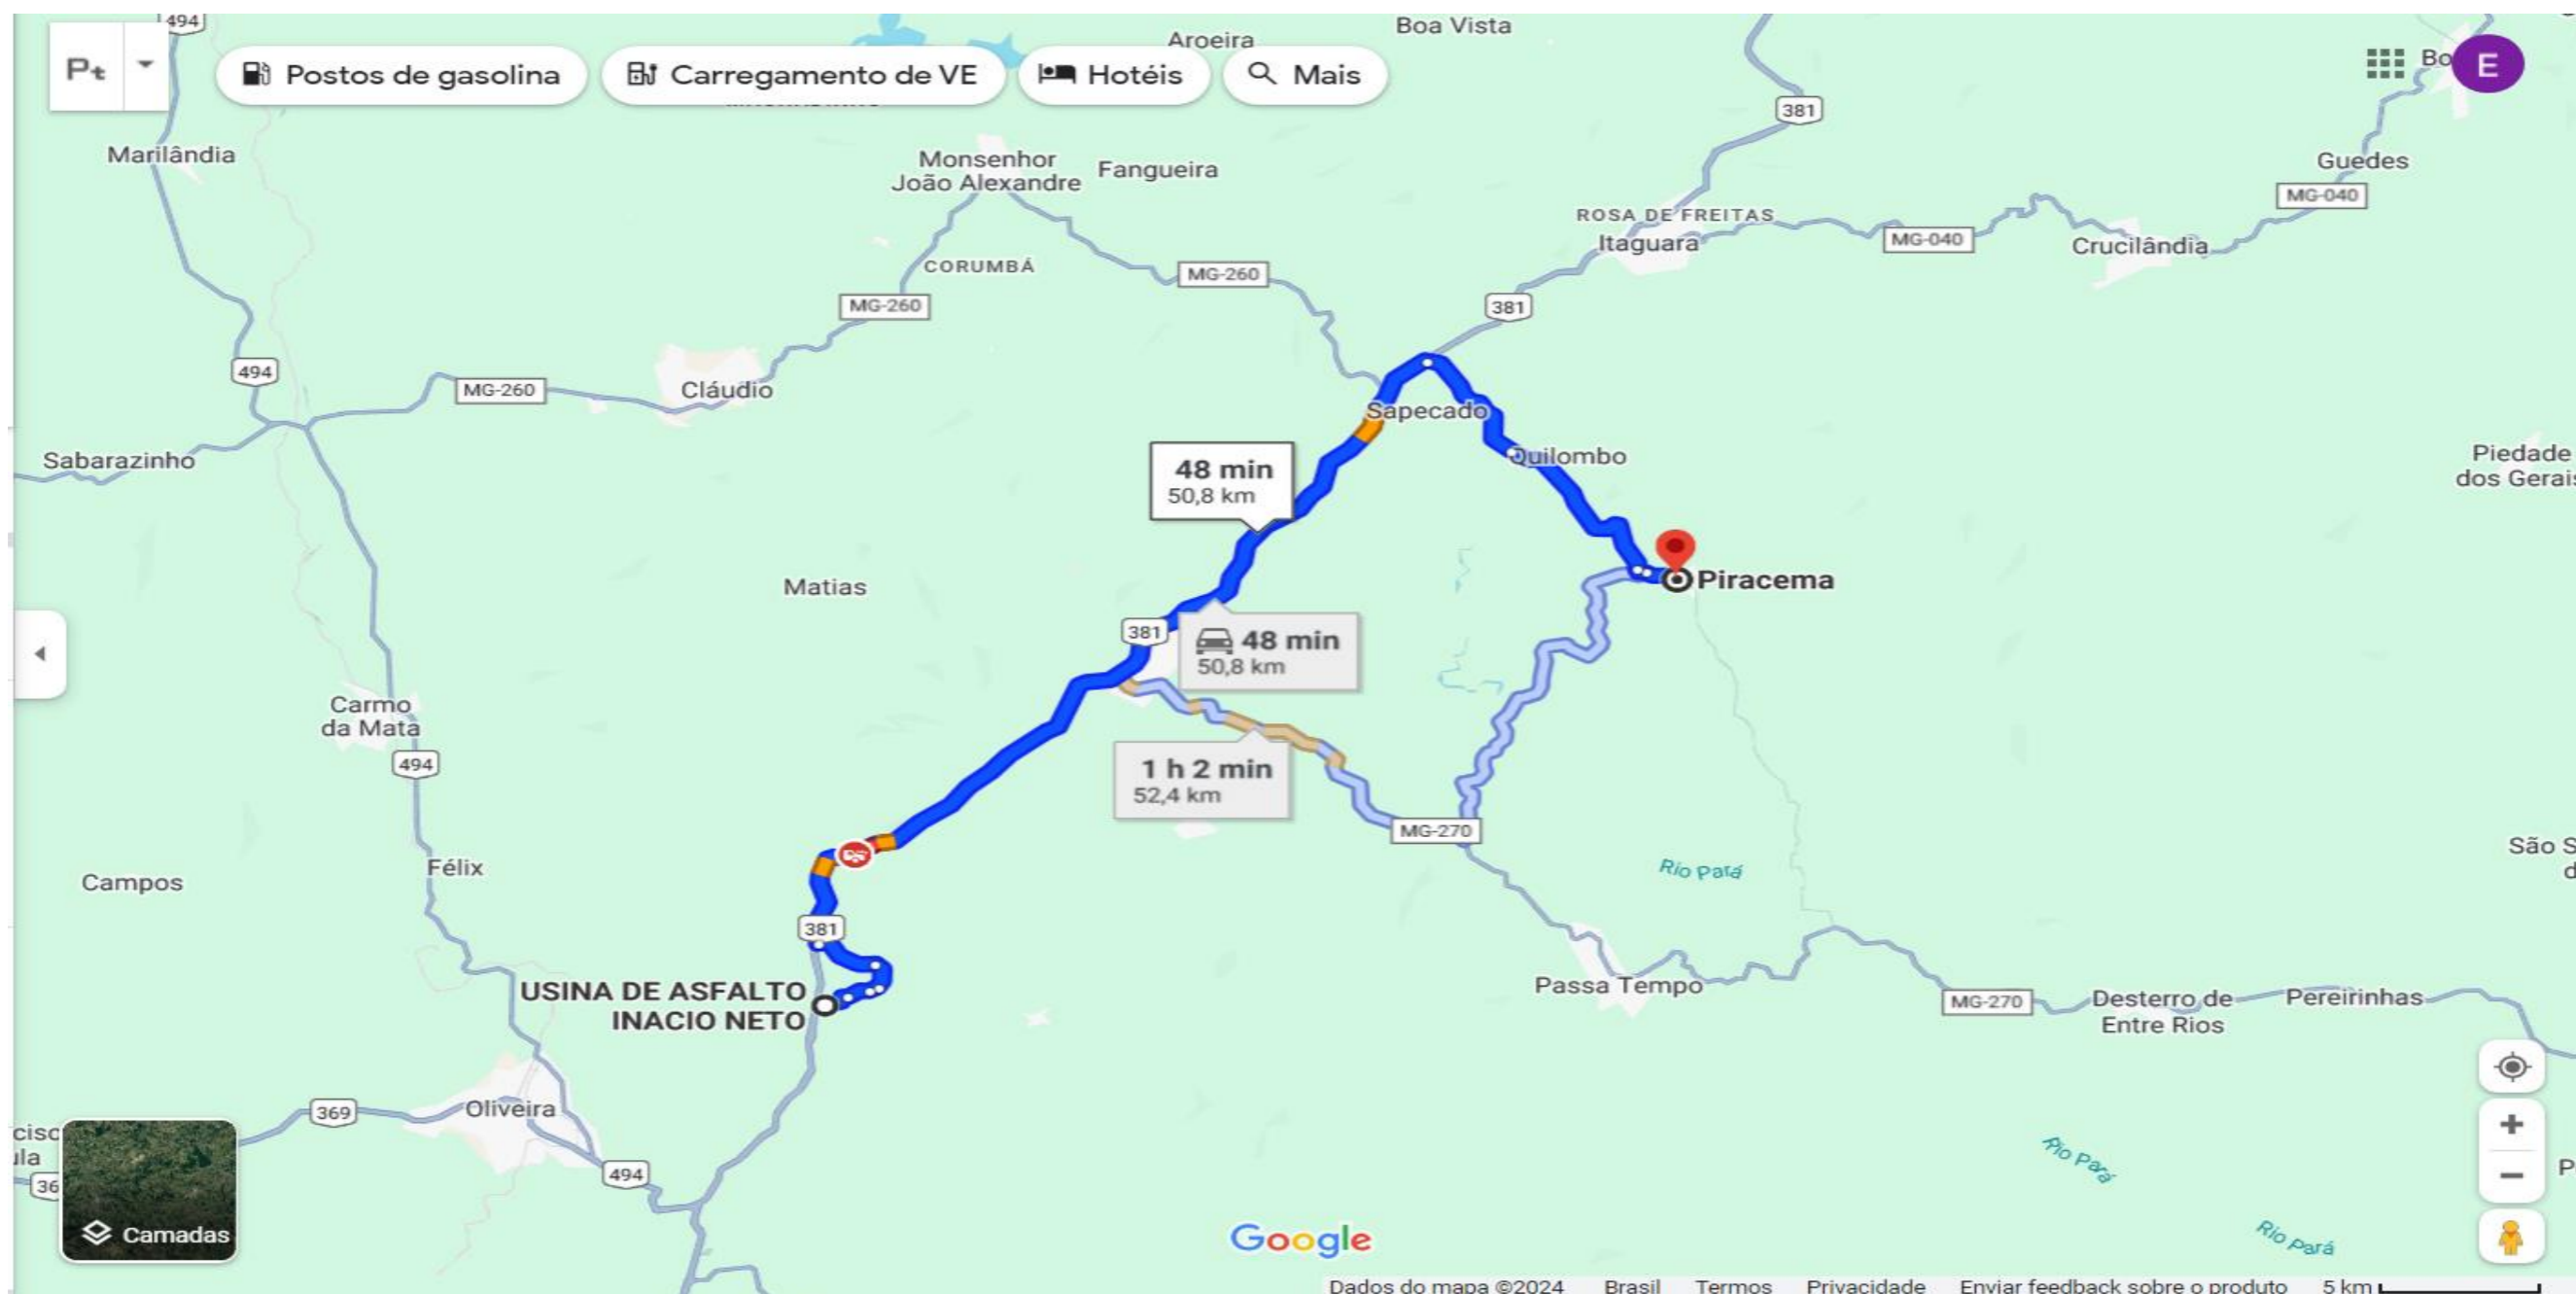 494
Boa Vista
Aroeira
Pt
Postos de gasolina
Carregamento de VE
Hotéis
Mais
Bo
E
381
Marilândia
Monsenhor
João Alexandre
Fangueira
Guedes
MG-040
ROSA DE FREITAS
Itaguara
MG-040
Crucilândia
CORUMBÁ
MG-260
MG-260
381
494
MG-260
Cláudio
Sapecado
Sabarazinho
Quilombo
Piedade
dos Gerais
48 min
50,8 km
Matias
Piracema
381
48 min
50,8 km
Carmo
da Mata
494
1 h 2 min
52,4 km
MG-270
Félix
Campos
Rio Pará
São S
d
381
USINA DE ASFALTO
INACIO NETO
Passa Tempo
MG-270
Desterro de
Entre Rios
Pereirinhas
369
Oliveira
cisc
ula
36
494
Rio Pará
P
Camadas
Google
Rio Pará
Dados do mapa ©2024 Brasil Termos Privacidade Enviar feedback sobre o produto 5 km